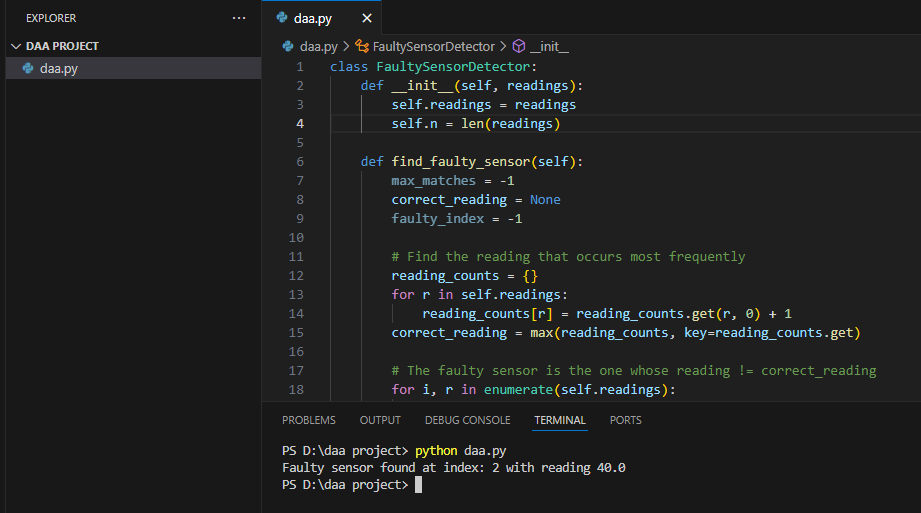 EXPLORER
···
DAA PROJECT
daa.py
daa.py
daa.py > FaultySensorDetector > __init__
1 class FaultySensorDetector:
2     def __init__(self, readings):
3         self.readings = readings
4         self.n = len(readings)
5
6     def find_faulty_sensor(self):
7         max_matches = -1
8         correct_reading = None
9         faulty_index = -1
10
11         # Find the reading that occurs most frequently
12         reading_counts = {}
13         for r in self.readings:
14             reading_counts[r] = reading_counts.get(r, 0) + 1
15         correct_reading = max(reading_counts, key=reading_counts.get)
16
17         # The faulty sensor is the one whose reading != correct_reading
18         for i, r in enumerate(self.readings):
PROBLEMS OUTPUT DEBUG CONSOLE TERMINAL PORTS
PS D:\daa project> python daa.py
Faulty sensor found at index: 2 with reading 40.0
PS D:\daa project>